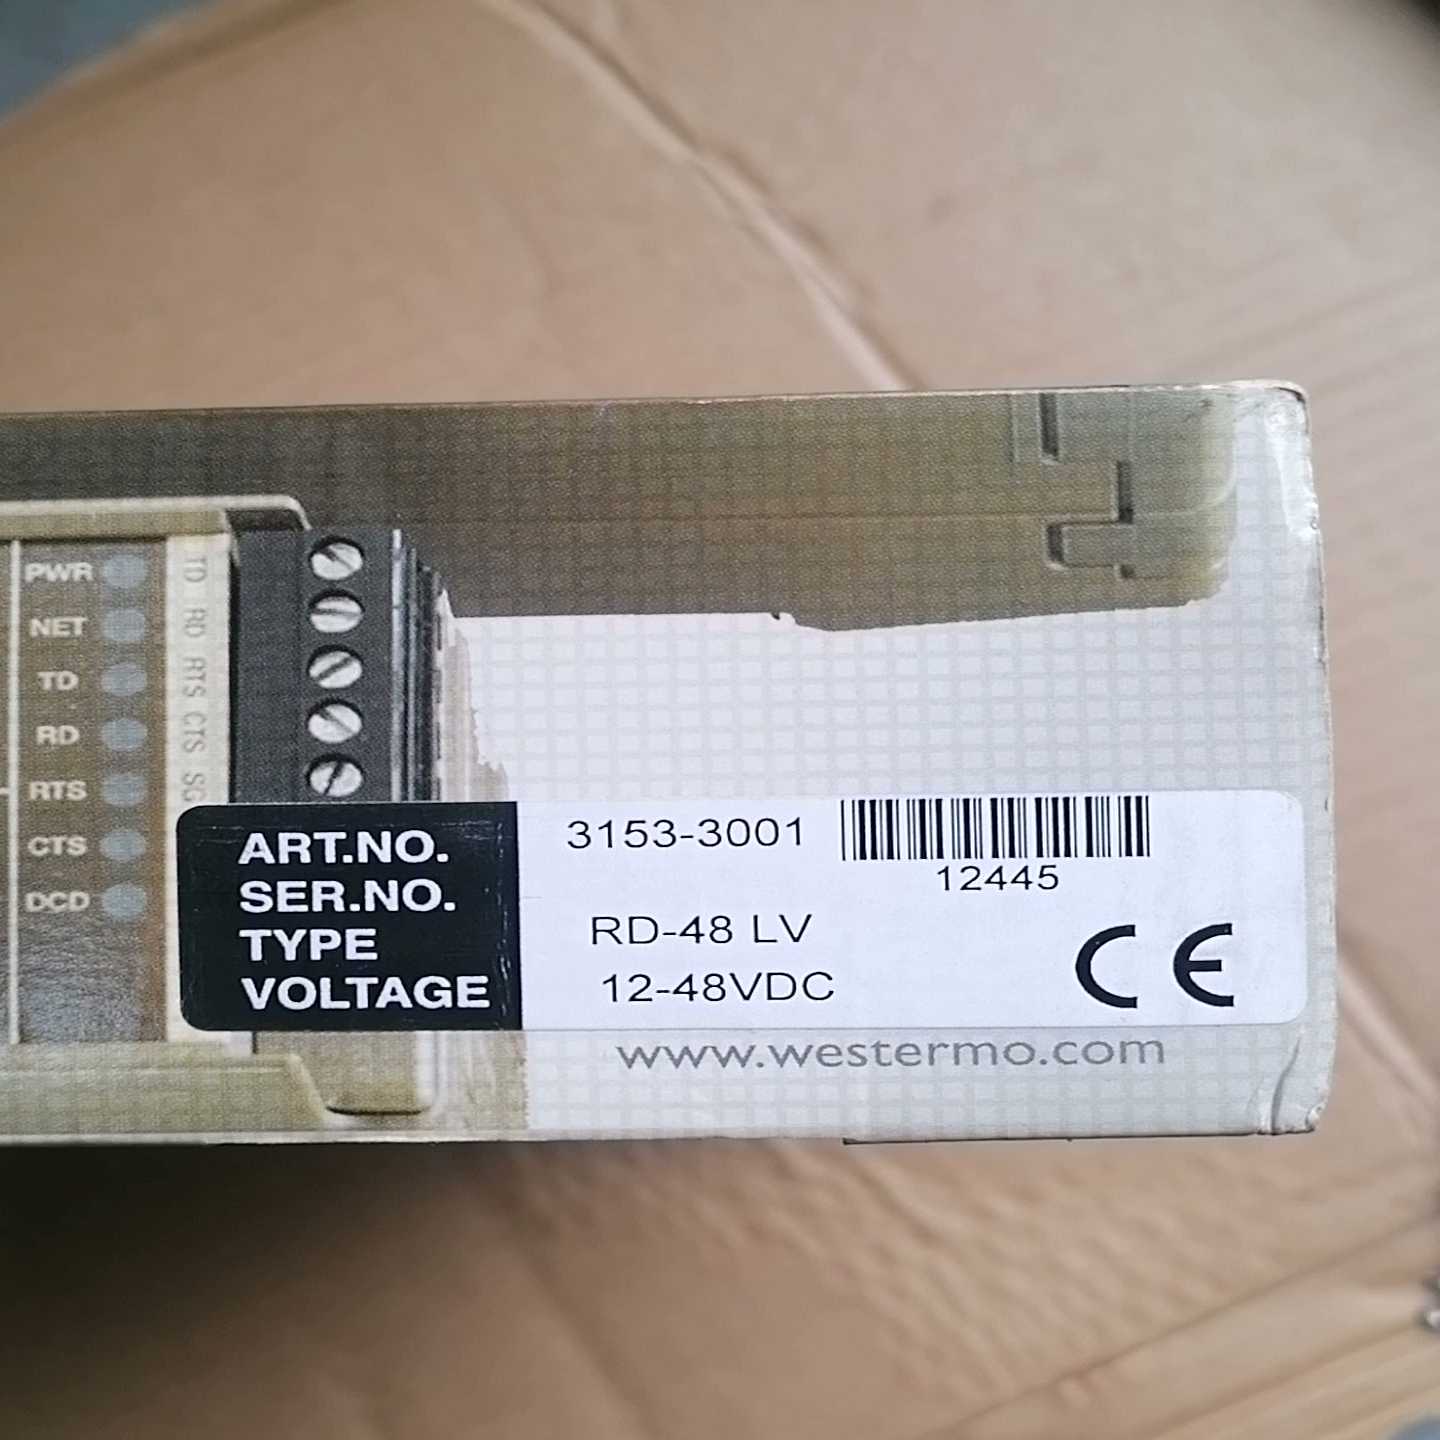 PWR
NET
TD
RD
RTS
CTS
DCD
TD RD RTS CTS SG
ART.NO. 3153-3001
SER.NO. 12445
TYPE RD-48 LV
VOLTAGE 12-48VDC
CE
www.westermo.com